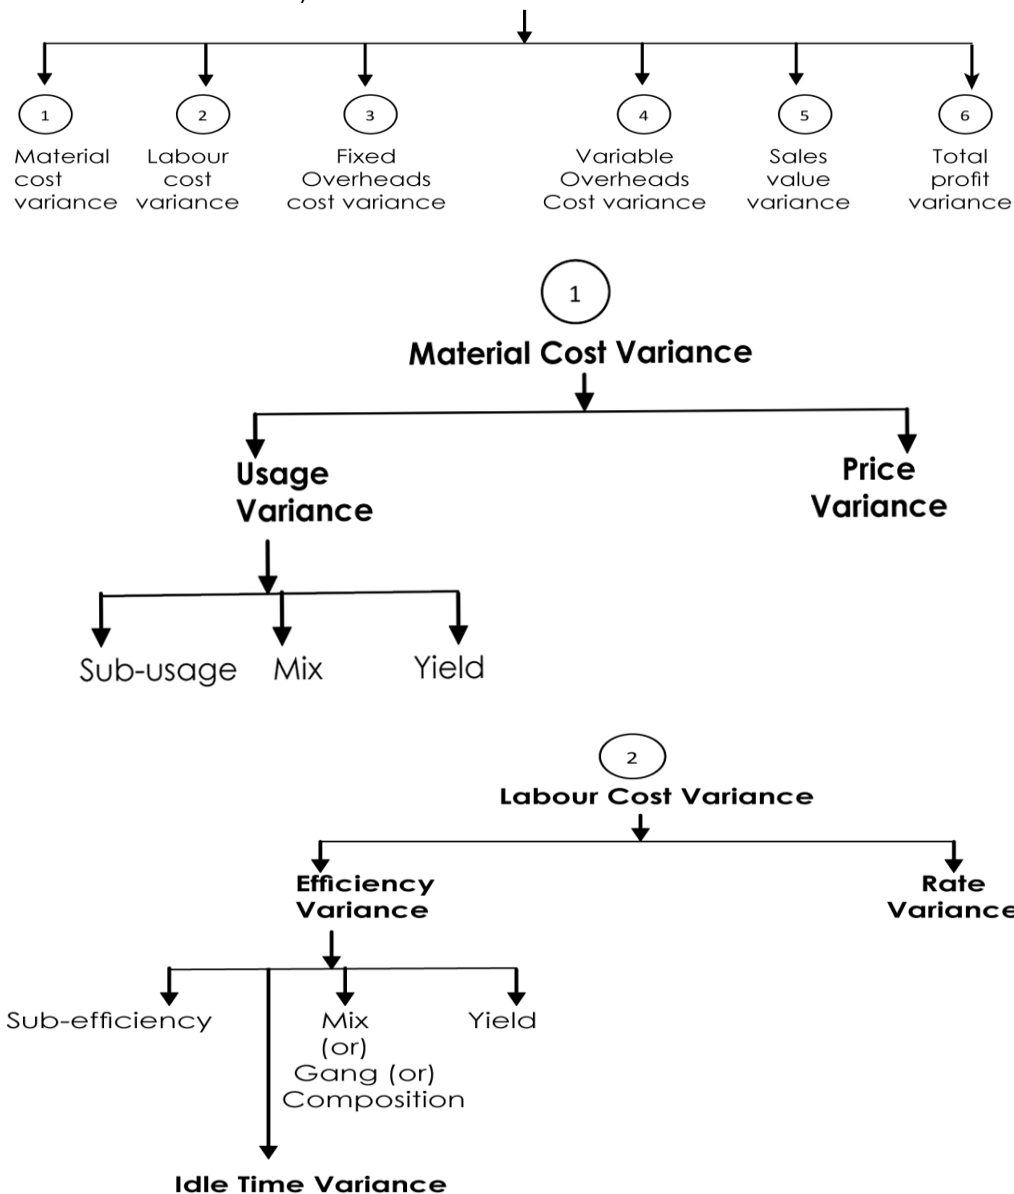 1
2
3
4
5
6
Material
cost
variance
Labour
cost
variance
Fixed
Overheads
cost variance
Variable
Overheads
Cost variance
Sales
value
variance
Total
profit
variance
1
Material Cost Variance
Usage
Variance
Price
Variance
Sub-usage
Mix
Yield
2
Labour Cost Variance
Efficiency
Variance
Rate
Variance
Sub-efficiency
Mix
(or)
Gang (or)
Composition
Yield
Idle Time Variance